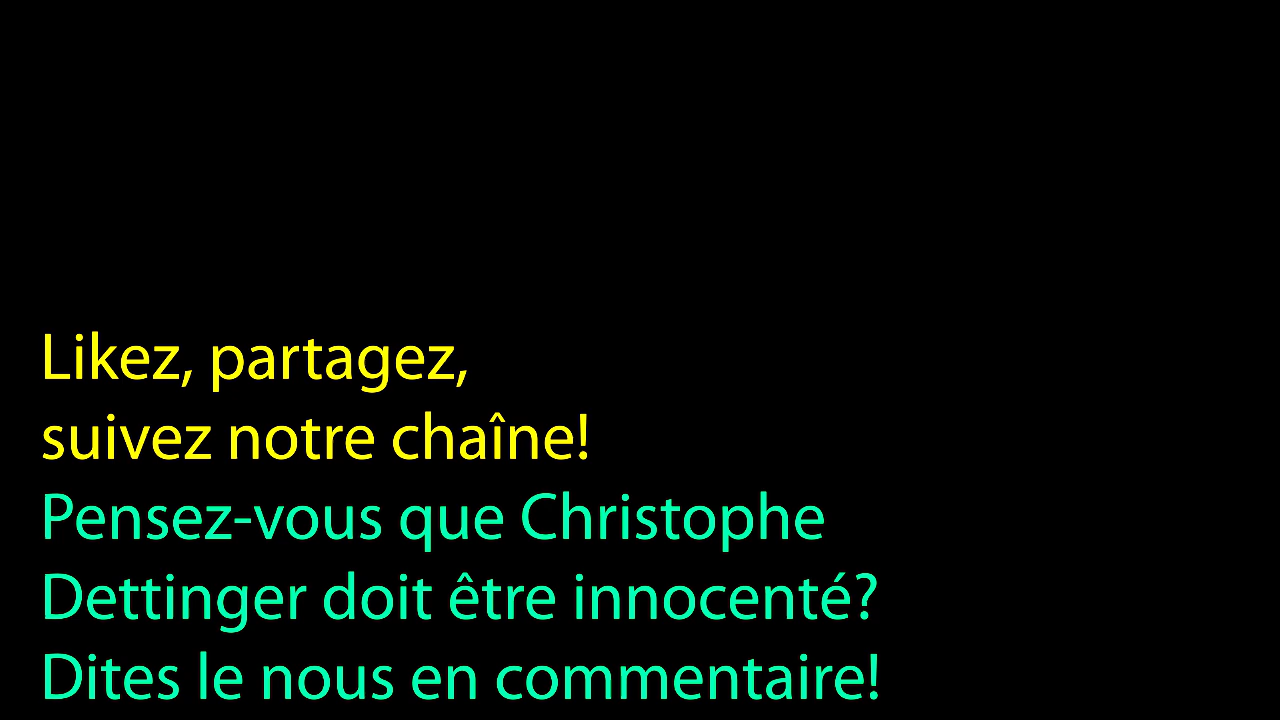 Likez, partagez,
suivez notre chaîne!
Pensez-vous que Christophe
Dettinger doit être innocenté?
Dites le nous en commentaire!